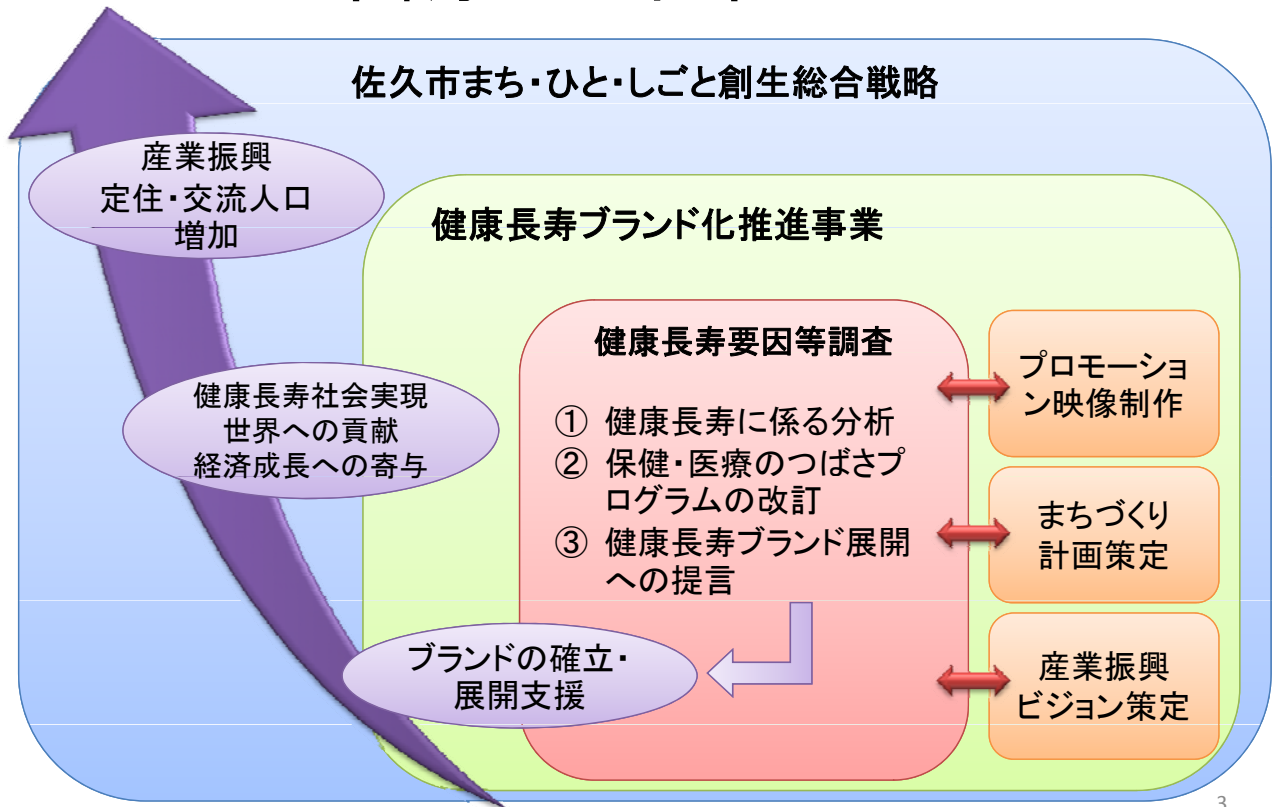 佐久市まち・ひと・しごと創生総合戦略
産業振興
定住・交流人口
増加
健康長寿ブランド化推進事業
健康長寿要因等調査
① 健康長寿に係る分析
② 保健・医療のつばさプ
ログラムの改訂
③ 健康長寿ブランド展開
への提言
プロモーショ
ン映像制作
まちづくり
計画策定
産業振興
ビジョン策定
健康長寿社会実現
世界への貢献
経済成長への寄与
ブランドの確立・
展開支援
3